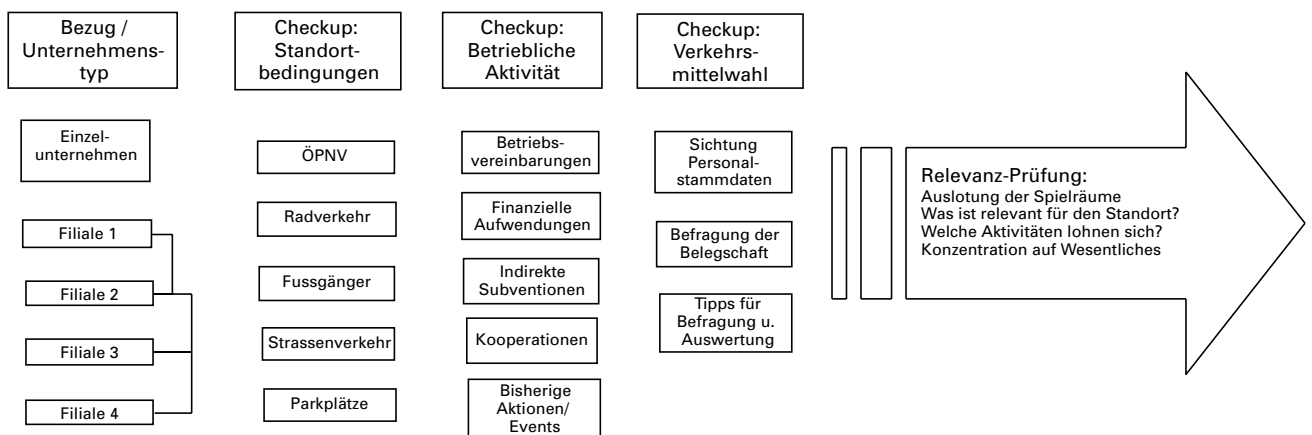 Bezug /
Unternehmens-
typ
Einzel-
unternehmen
Filiale 1
Filiale 2
Filiale 3
Filiale 4
Checkup:
Standort-
bedingungen
ÖPNV
Radverkehr
Fussgänger
Strassenverkehr
Parkplätze
Checkup:
Betriebliche
Aktivität
Betriebs-
vereinbarungen
Finanzielle
Aufwendungen
Indirekte
Subventionen
Kooperationen
Bisherige
Aktionen/
Events
Checkup:
Verkehrs-
mittelwahl
Sichtung
Personal-
stammdaten
Befragung der
Belegschaft
Tipps für
Befragung u.
Auswertung
Relevanz-Prüfung:
Auslotung der Spielräume
Was ist relevant für den Standort?
Welche Aktivitäten lohnen sich?
Konzentration auf Wesentliches